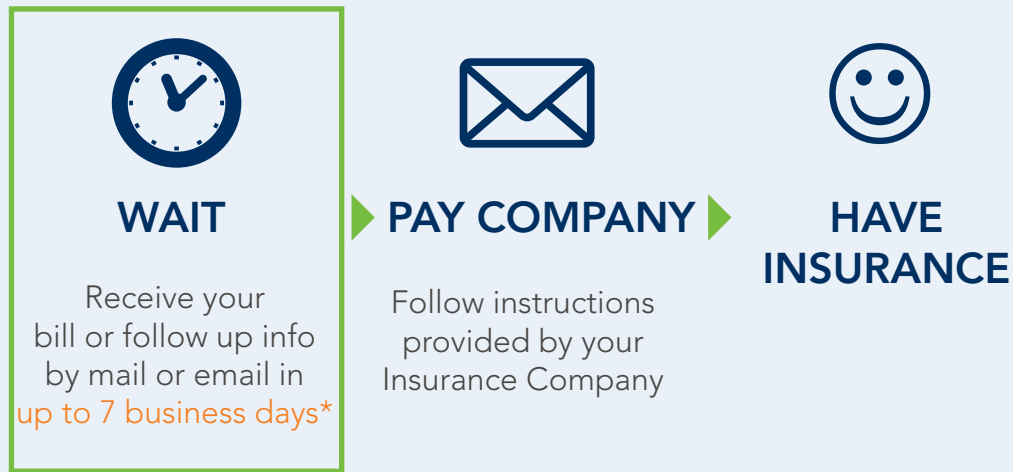 WAIT
Receive your
bill or follow up info
by mail or email in
up to 7 business days*
PAY COMPANY
Follow instructions
provided by your
Insurance Company
HAVE
INSURANCE